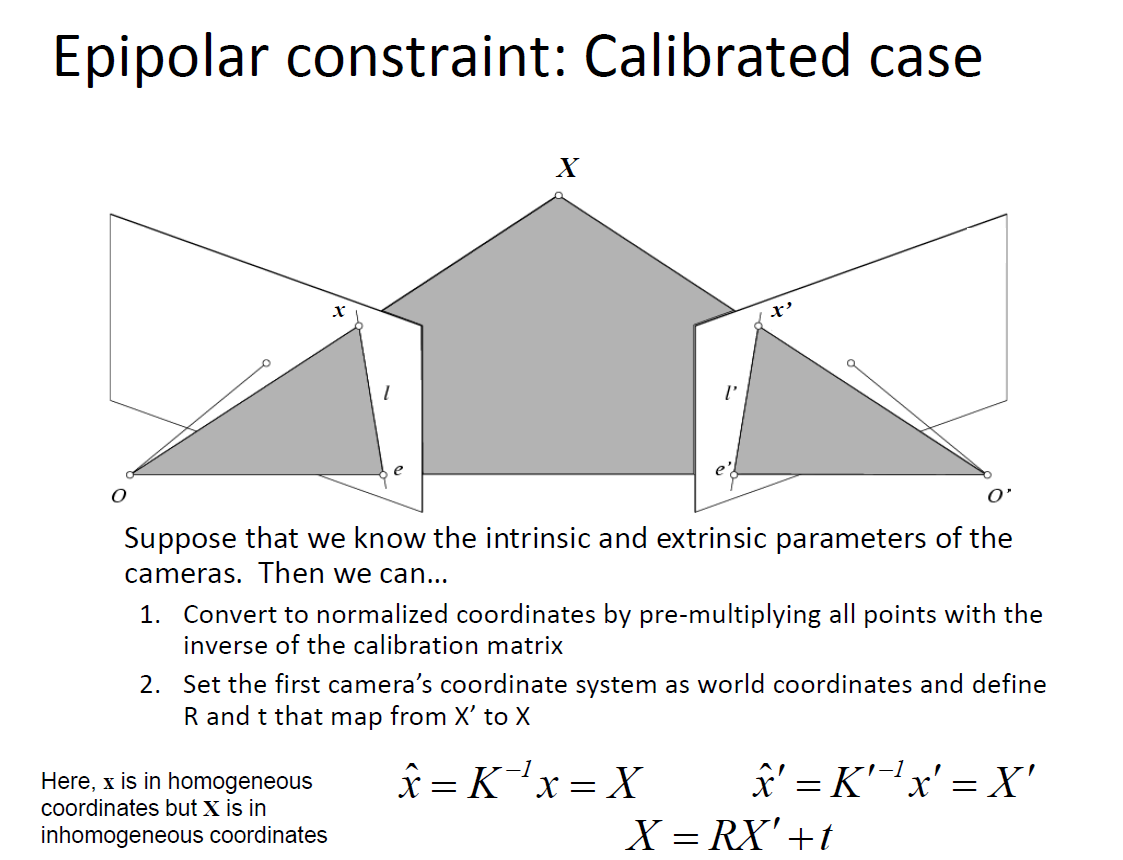 Epipolar constraint: Calibrated case
X
x
x’
l
l’
e
e’
O
O’
Suppose that we know the intrinsic and extrinsic parameters of the
cameras. Then we can…
1. Convert to normalized coordinates by pre-multiplying all points with the
inverse of the calibration matrix
2. Set the first camera’s coordinate system as world coordinates and define
R and t that map from X’ to X
Here, x is in homogeneous
coordinates but X is in
inhomogeneous coordinates
x̂ = K⁻¹x = X
x̂′ = K′⁻¹x′ = X′
X = RX′ + t